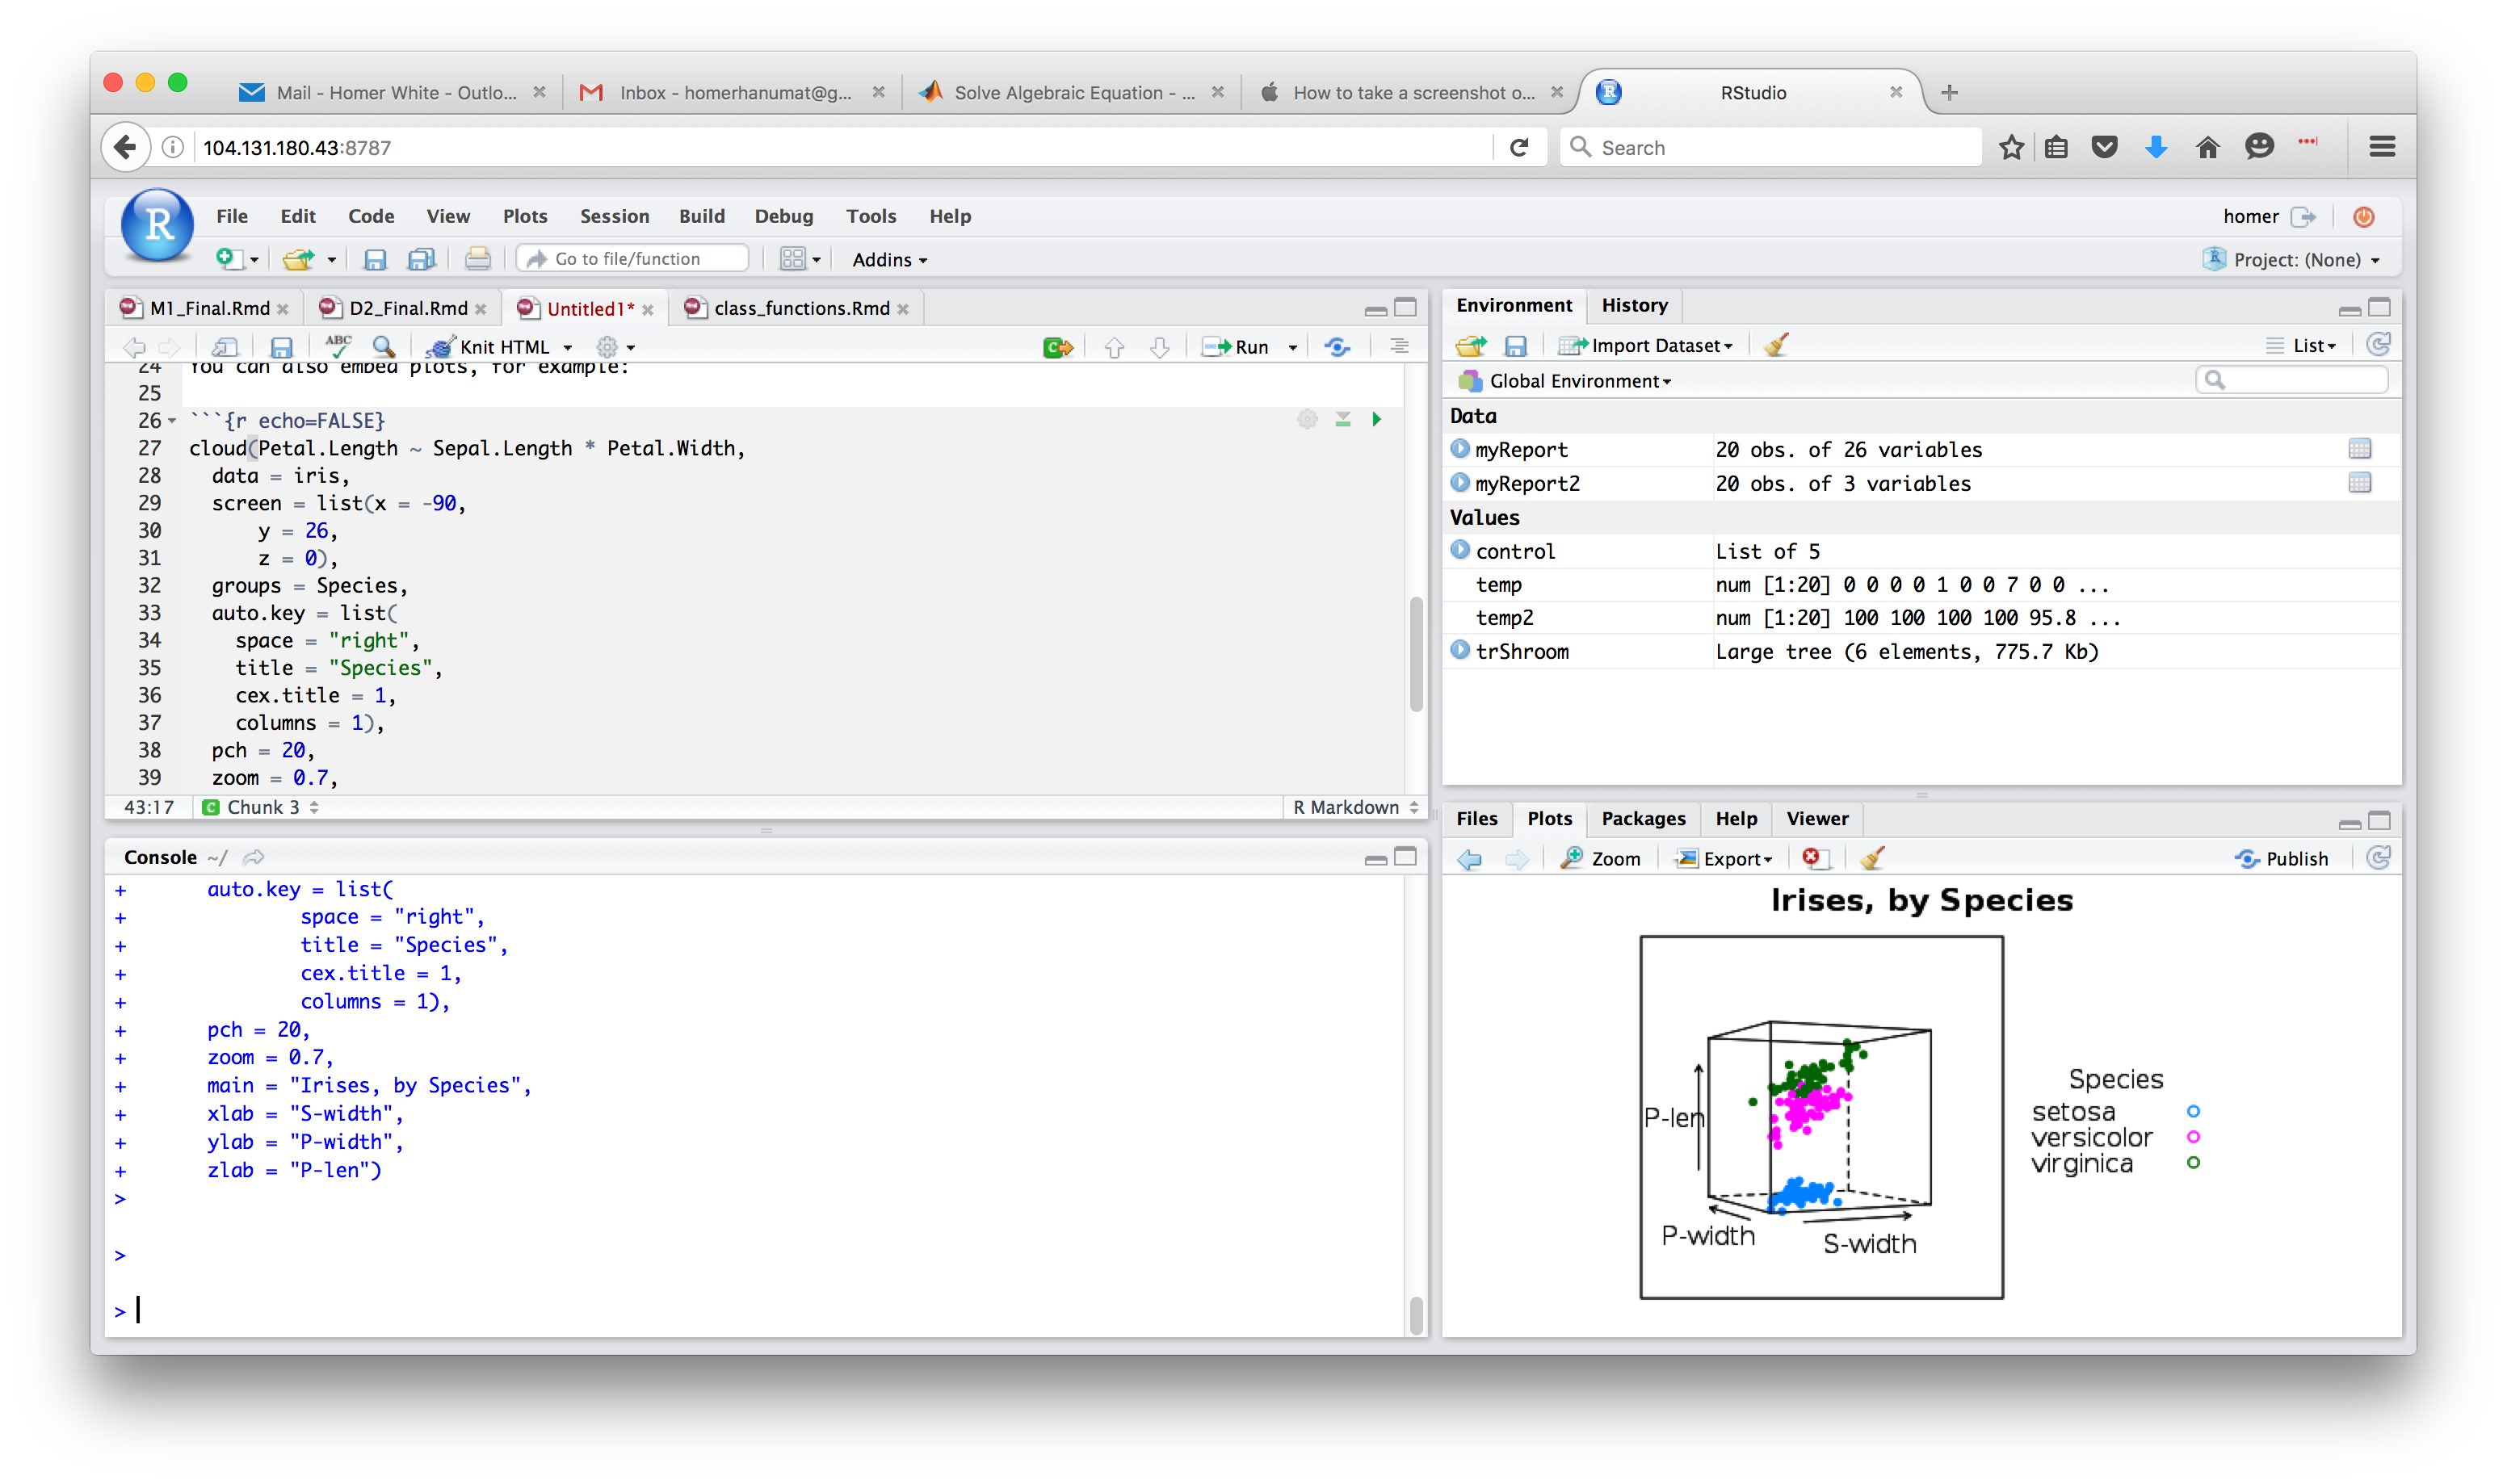 Mail - Homer White - Outlo...
Inbox - homerhanumat@g...
Solve Algebraic Equation - ...
How to take a screenshot o...
RStudio
104.131.180.43:8787
Search
R
File Edit Code View Plots Session Build Debug Tools Help
homer
Go to file/function
Addins
Project: (None)
M1_Final.Rmd
D2_Final.Rmd
Untitled1*
class_functions.Rmd
ABC
Knit HTML
Run
24 You can also embed plots, for example:
25
26 ```{r echo=FALSE}
27 cloud(Petal.Length ~ Sepal.Length * Petal.Width,
28 data = iris,
29 screen = list(x = -90,
30 y = 26,
31 z = 0),
32 groups = Species,
33 auto.key = list(
34 space = "right",
35 title = "Species",
36 cex.title = 1,
37 columns = 1),
38 pch = 20,
39 zoom = 0.7,
43:17 C Chunk 3 R Markdown
Console ~/
+ auto.key = list(
+ space = "right",
+ title = "Species",
+ cex.title = 1,
+ columns = 1),
+ pch = 20,
+ zoom = 0.7,
+ main = "Irises, by Species",
+ xlab = "S-width",
+ ylab = "P-width",
+ zlab = "P-len")
>
>
>
Environment History
Import Dataset
List
Global Environment
Data
myReport 20 obs. of 26 variables
myReport2 20 obs. of 3 variables
Values
control List of 5
temp num [1:20] 0 0 0 0 1 0 0 7 0 0 ...
temp2 num [1:20] 100 100 100 100 95.8 ...
trShroom Large tree (6 elements, 775.7 Kb)
Files Plots Packages Help Viewer
Zoom Export Publish
Irises, by Species
P-len
P-width
S-width
Species
setosa
versicolor
virginica